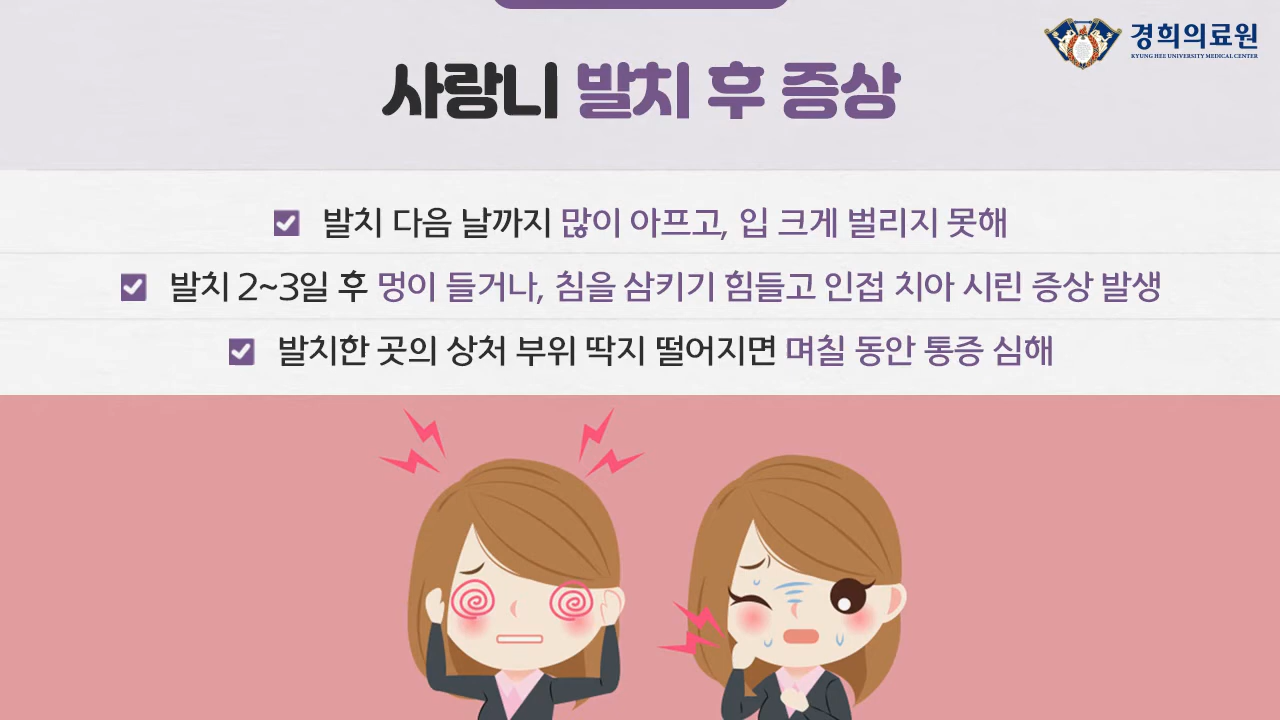 경희의료원
KYUNG HEE UNIVERSITY MEDICAL CENTER
사랑니 발치 후 증상
발치 다음 날까지 많이 아프고, 입 크게 벌리지 못해
발치 2~3일 후 멍이 들거나, 침을 삼키기 힘들고 인접 치아 시린 증상 발생
발치한 곳의 상처 부위 딱지 떨어지면 며칠 동안 통증 심해